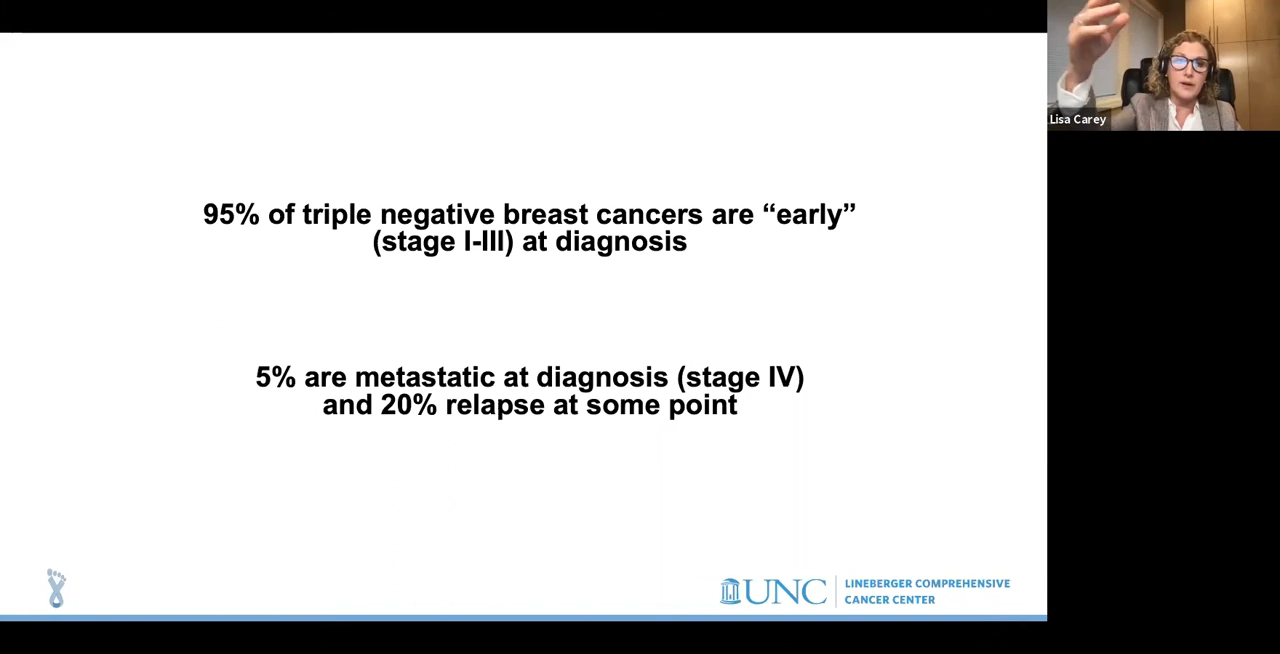 Lisa Carey
95% of triple negative breast cancers are “early”
(stage I-III) at diagnosis
5% are metastatic at diagnosis (stage IV)
and 20% relapse at some point
UNC
LINEBERGER COMPREHENSIVE
CANCER CENTER